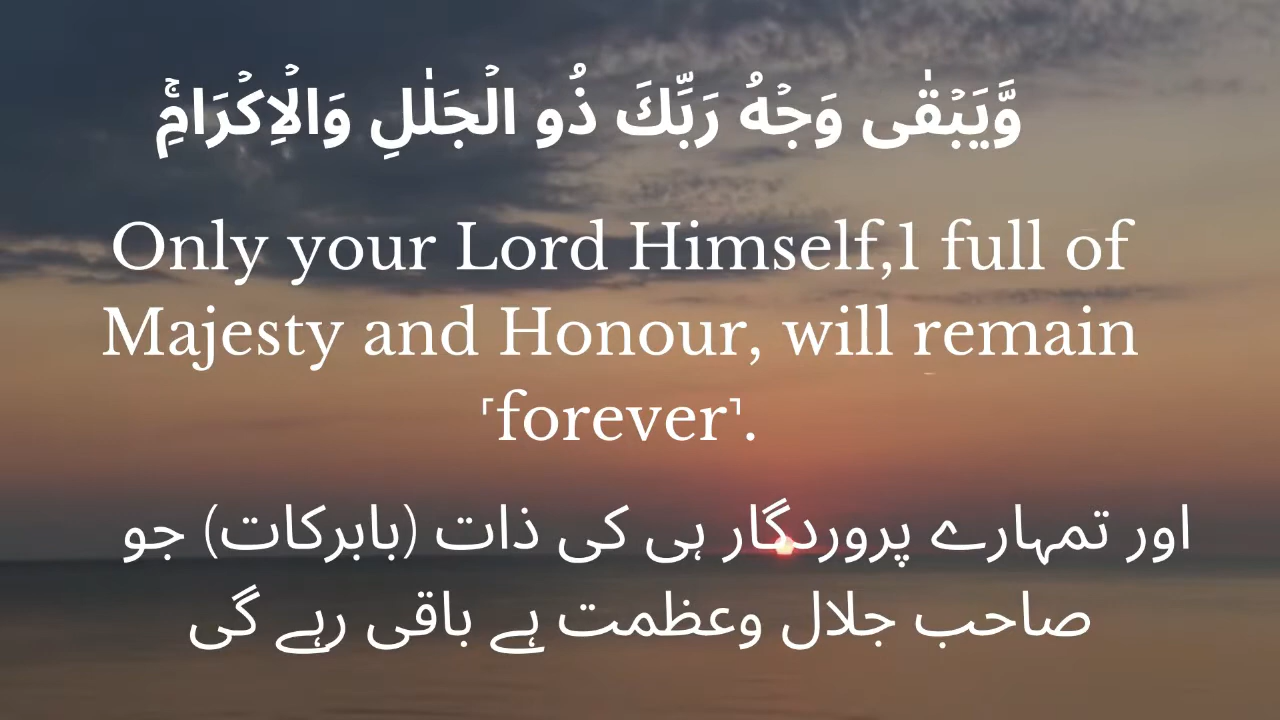 وَّيَبۡقٰى وَجۡهُ رَبِّكَ ذُو الۡجَلٰلِ وَالۡاِكۡرَامِ‌ۚ
Only your Lord Himself,1 full of
Majesty and Honour, will remain
˹forever˺.
اور تمہارے پروردگار ہی کی ذات (بابرکات) جو
صاحب جلال وعظمت ہے باقی رہے گی